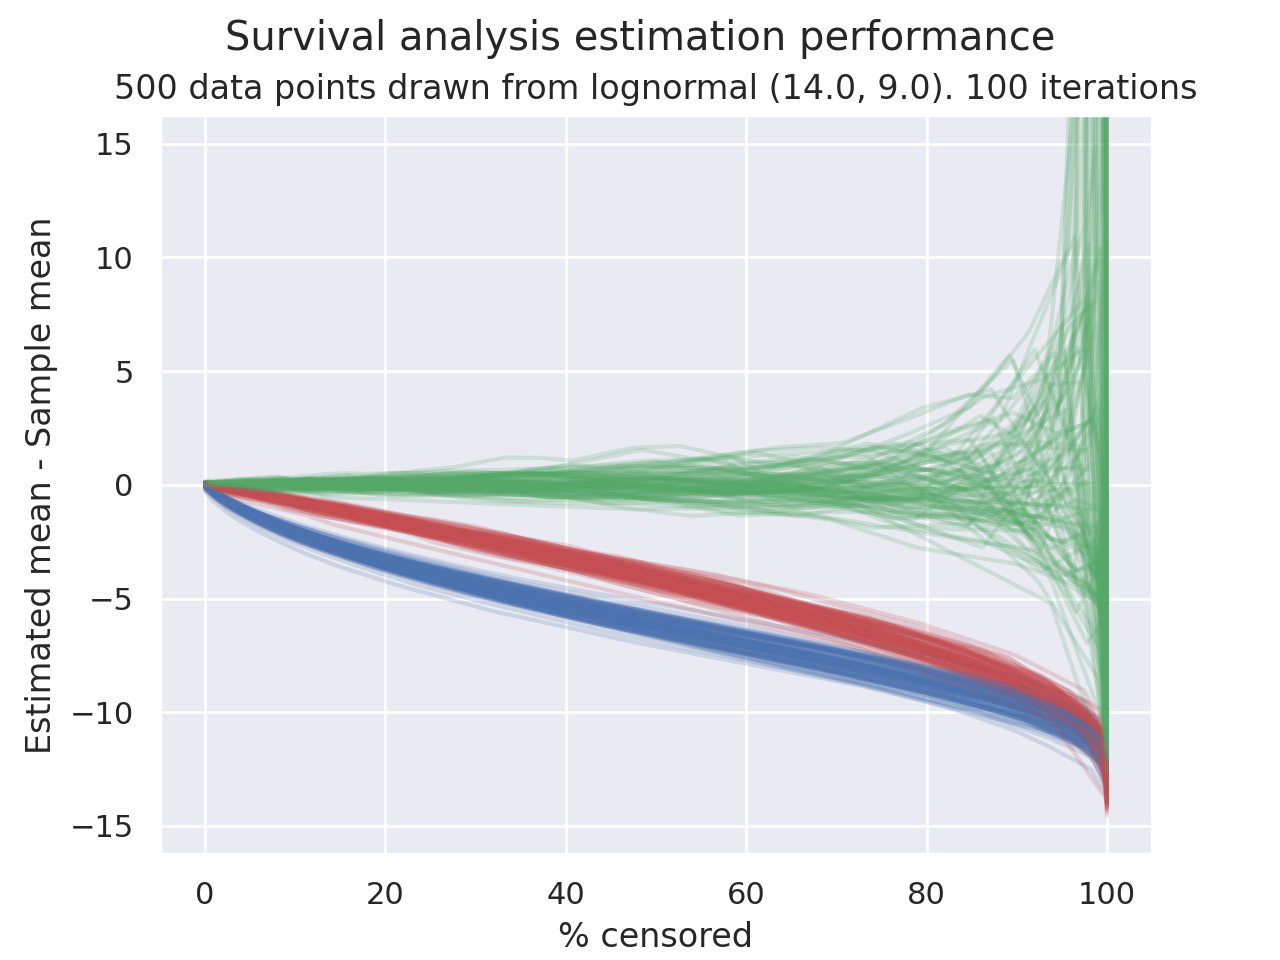 Survival analysis estimation performance
500 data points drawn from lognormal (14.0, 9.0). 100 iterations
Estimated mean - Sample mean
15
10
5
0
−5
−10
−15
0 20 40 60 80 100
% censored